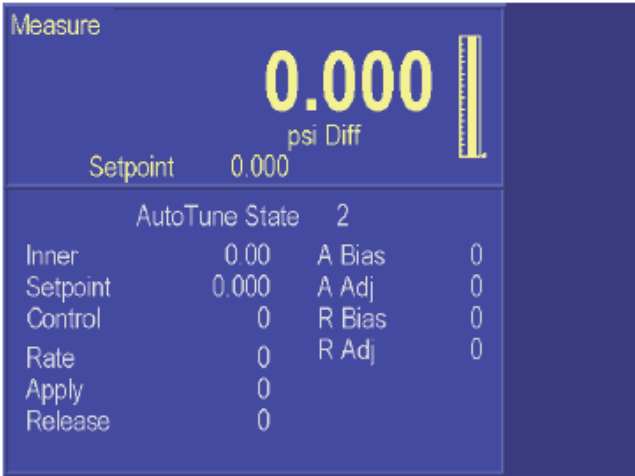 Measure
0.000
psi Diff
Setpoint 0.000
AutoTune State 2
Inner 0.00 A Bias 0
Setpoint 0.000 A Adj 0
Control 0 R Bias 0
Rate 0 R Adj 0
Apply 0
Release 0